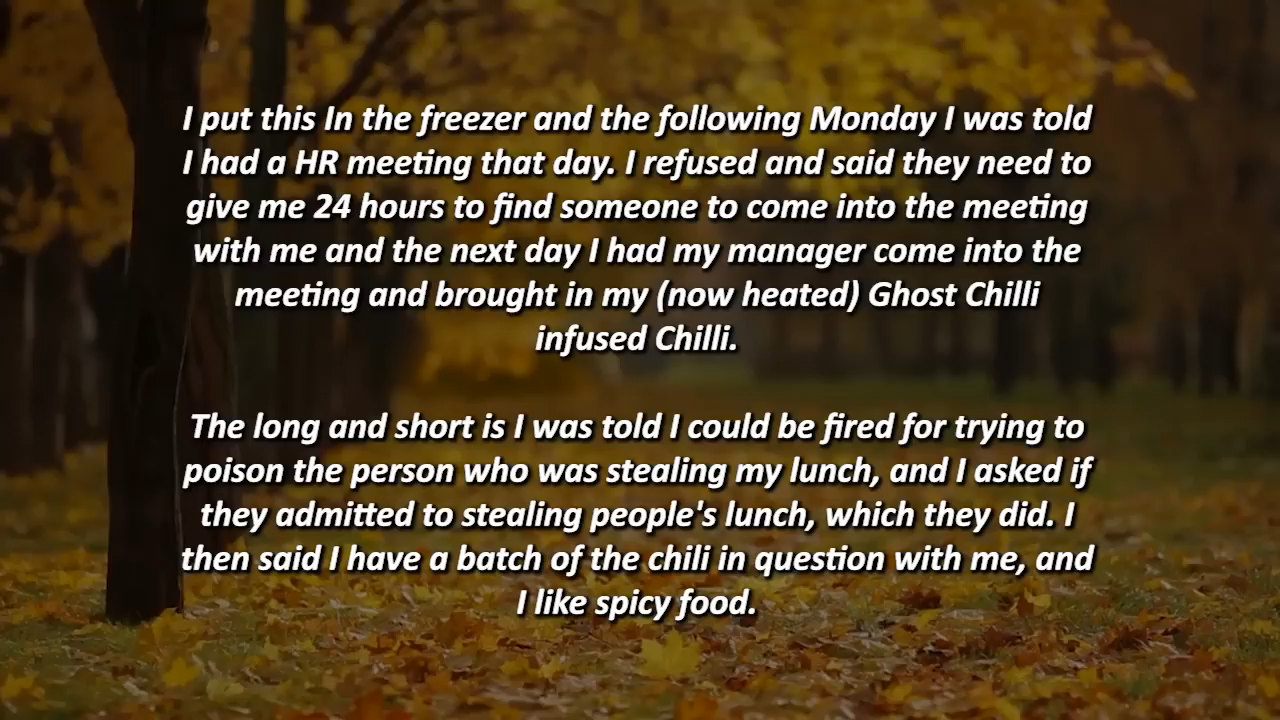 I put this In the freezer and the following Monday I was told
I had a HR meeting that day. I refused and said they need to
give me 24 hours to find someone to come into the meeting
with me and the next day I had my manager come into the
meeting and brought in my (now heated) Ghost Chilli
infused Chilli.
The long and short is I was told I could be fired for trying to
poison the person who was stealing my lunch, and I asked if
they admitted to stealing people's lunch, which they did. I
then said I have a batch of the chili in question with me, and
I like spicy food.